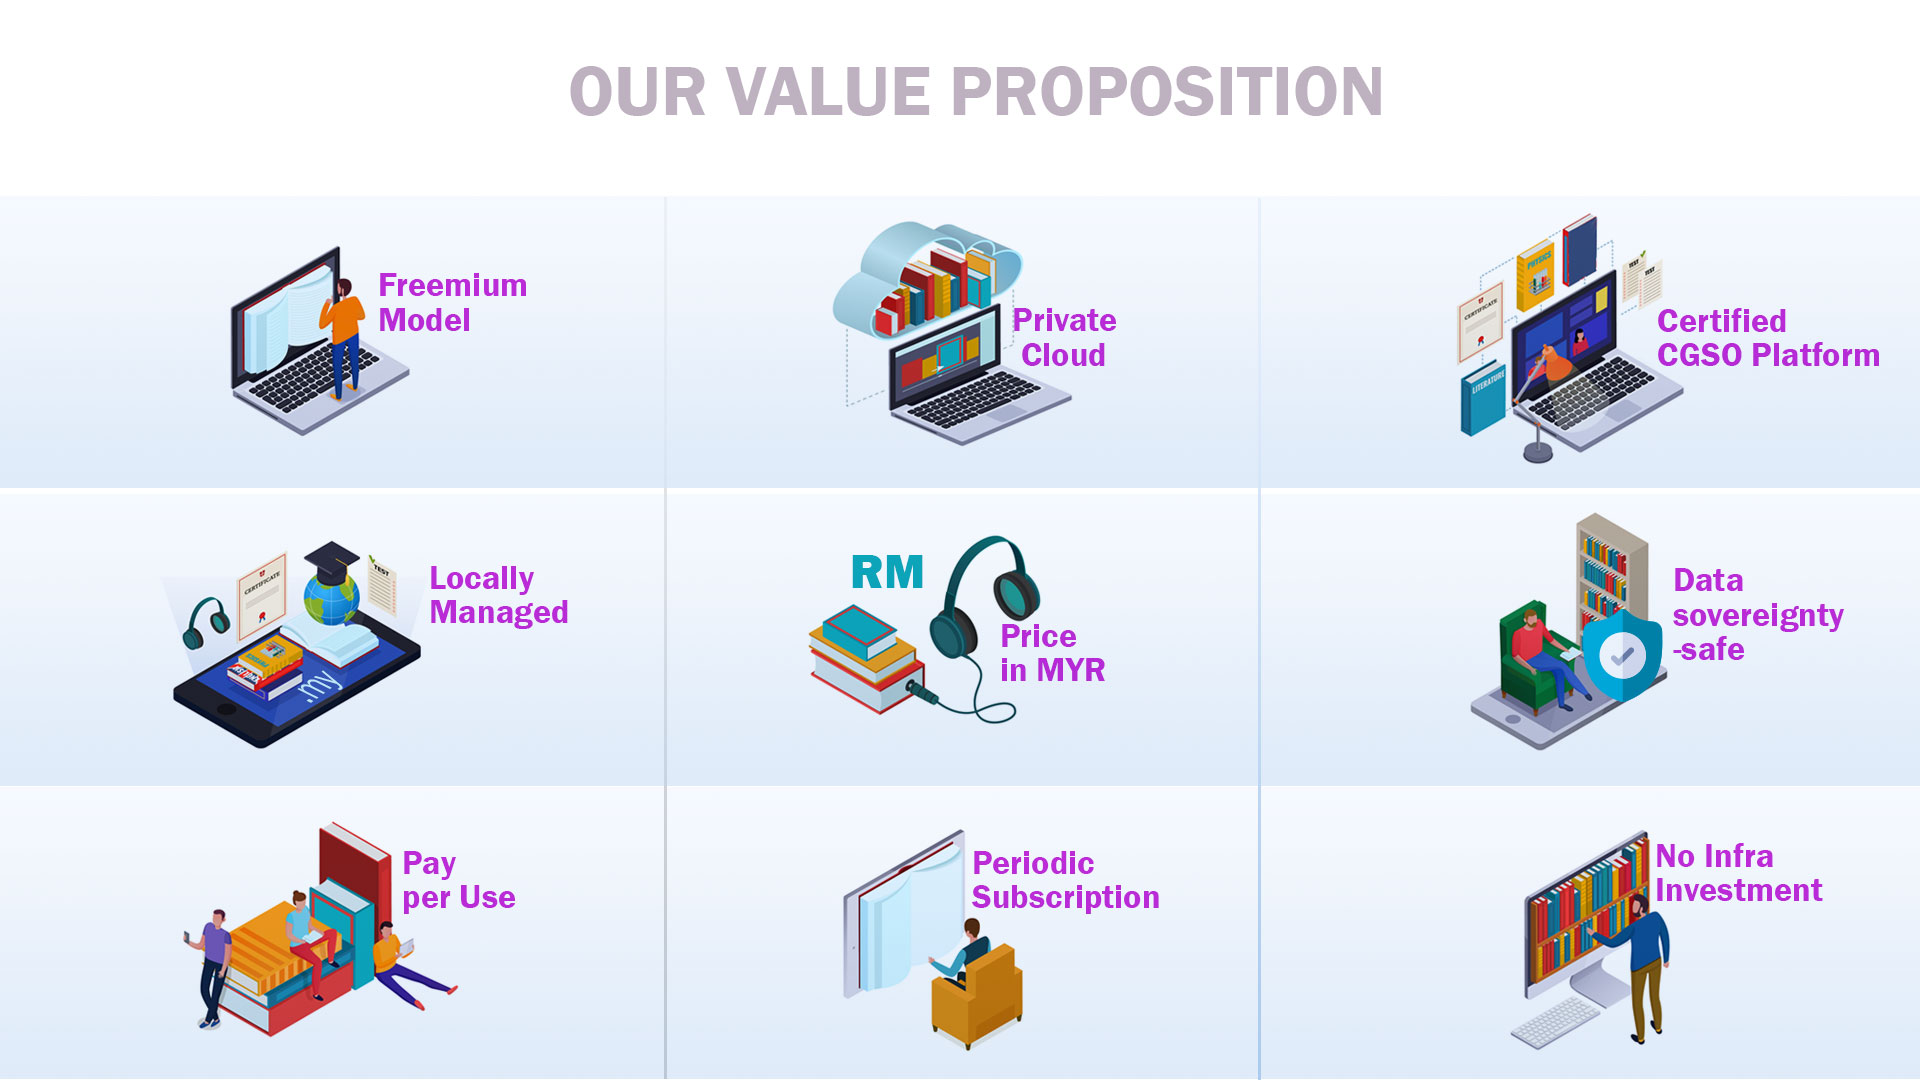 OUR VALUE PROPOSITION
Freemium
Model
Private
Cloud
PHYSICS
TEST
TEST
CERTIFICATE
LITERATURE
Certified
CGSO Platform
CERTIFICATE
TEST
.my
Locally
Managed
RM
Price
in MYR
Data
sovereignty
-safe
Pay
per Use
Periodic
Subscription
No Infra
Investment